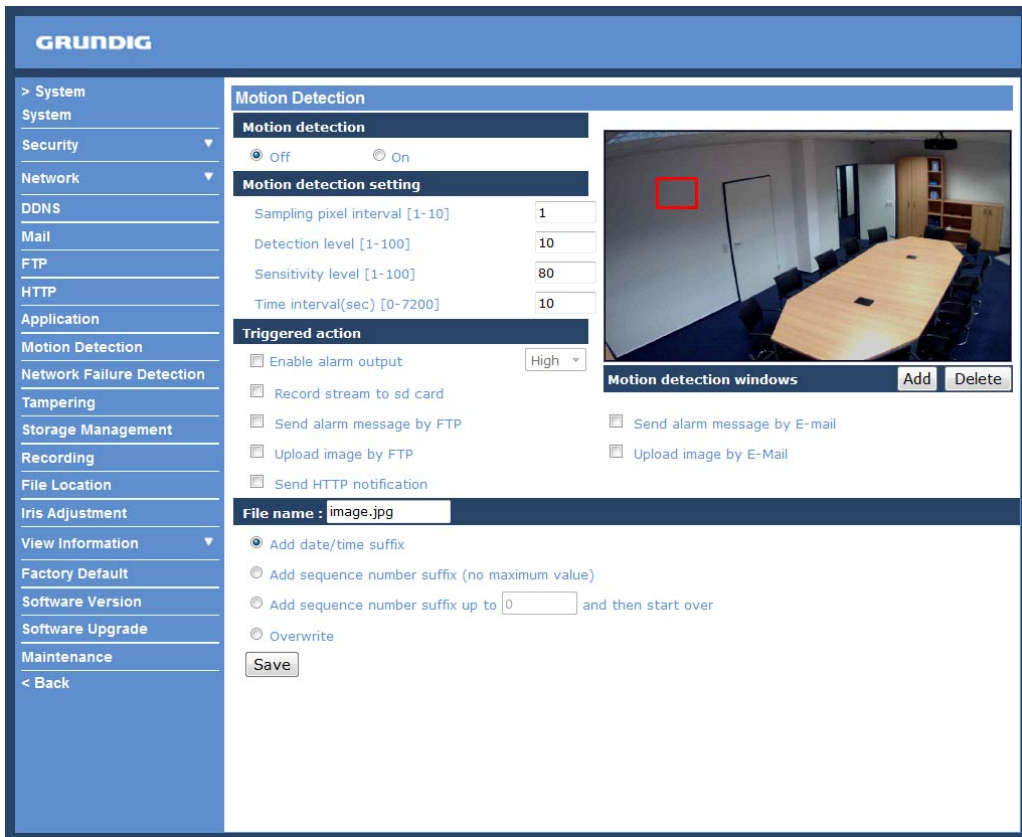 GRUNDIG
> System
System
Security
Network
DDNS
Mail
FTP
HTTP
Application
Motion Detection
Network Failure Detection
Tampering
Storage Management
Recording
File Location
Iris Adjustment
View Information
Factory Default
Software Version
Software Upgrade
Maintenance
< Back
Motion Detection
Motion detection
Off On
Motion detection setting
Sampling pixel interval [1-10] 1
Detection level [1-100] 10
Sensitivity level [1-100] 80
Time interval(sec) [0-7200] 10
Triggered action
Enable alarm output High
Motion detection windows Add Delete
Record stream to sd card
Send alarm message by FTP Send alarm message by E-mail
Upload image by FTP Upload image by E-Mail
Send HTTP notification
File name : image.jpg
Add date/time suffix
Add sequence number suffix (no maximum value)
Add sequence number suffix up to 0 and then start over
Overwrite
Save